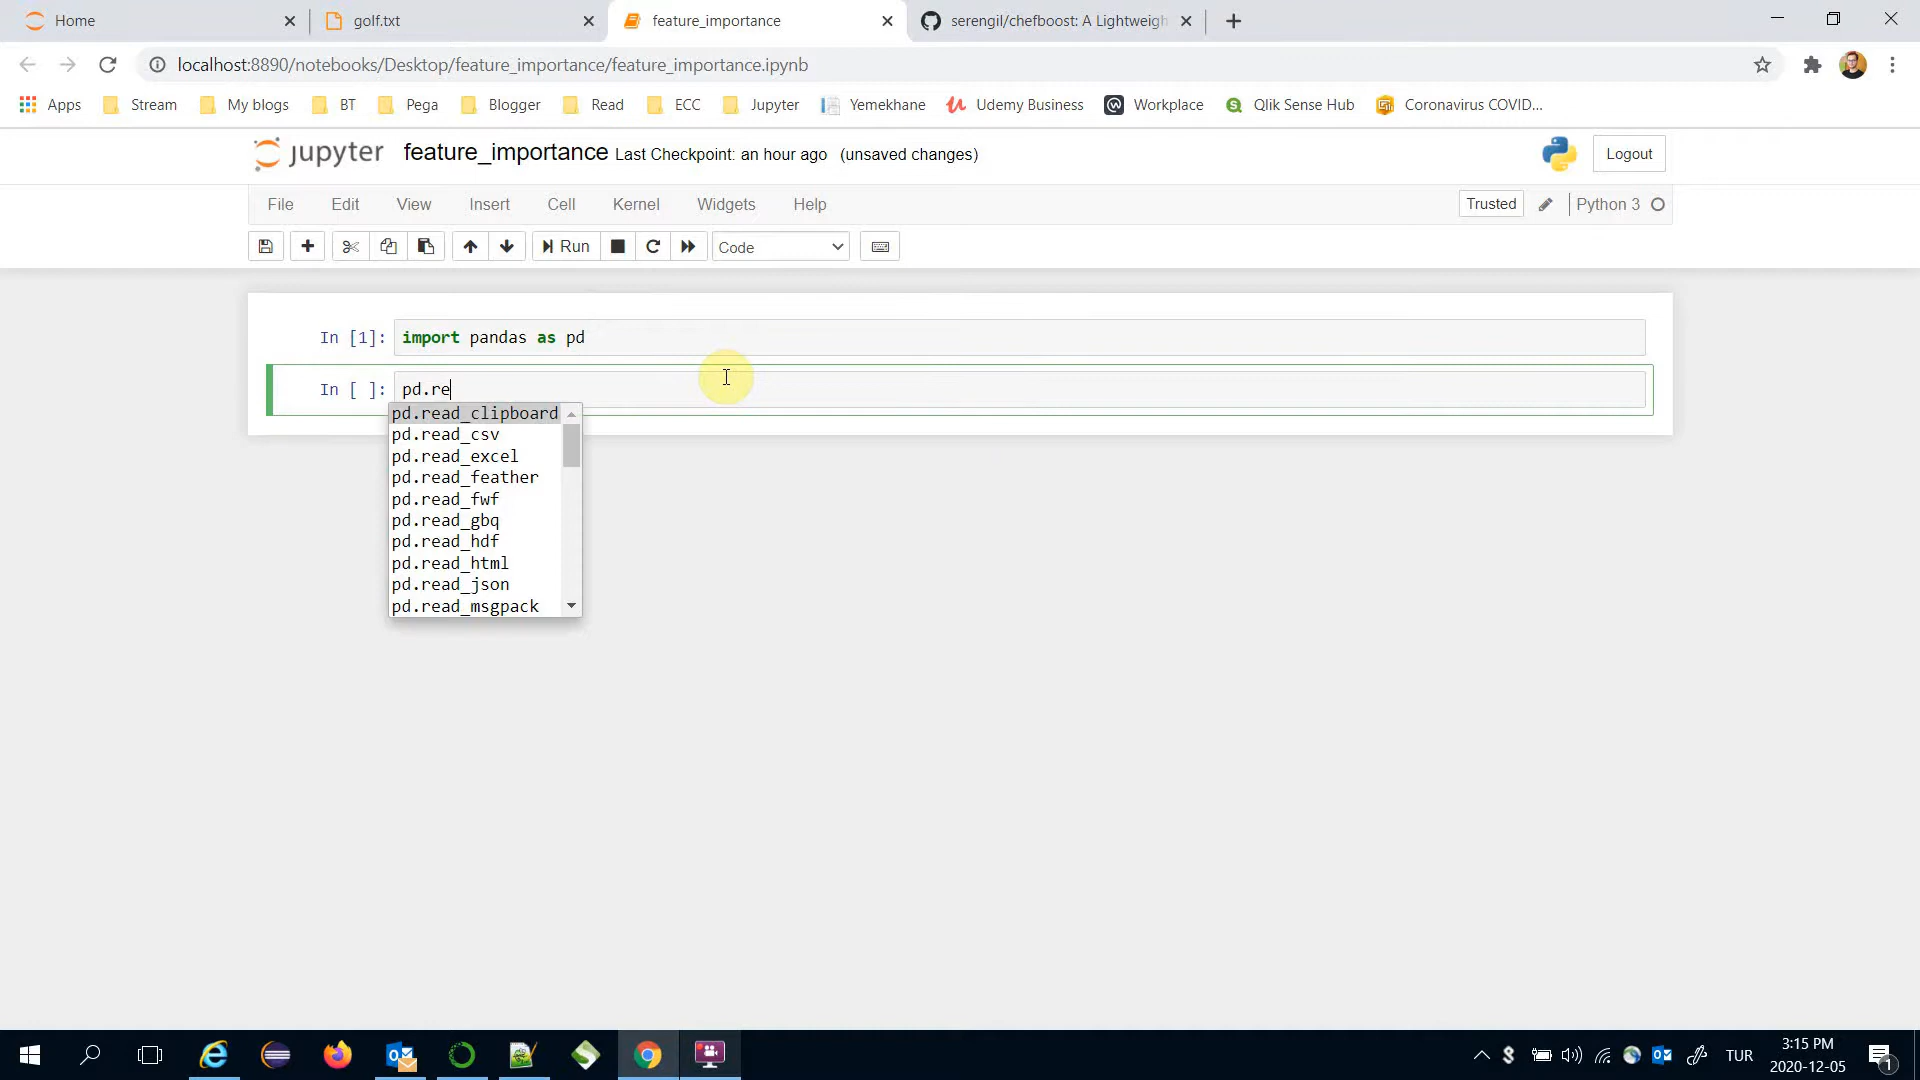 Home
golf.txt
feature_importance
serengil/chefboost: A Lightweigh
localhost:8890/notebooks/Desktop/feature_importance/feature_importance.ipynb
Apps Stream My blogs BT Pega Blogger Read ECC Jupyter Yemekhane Udemy Business Workplace Qlik Sense Hub Coronavirus COVID...
jupyter feature_importance Last Checkpoint: an hour ago (unsaved changes) Logout
File Edit View Insert Cell Kernel Widgets Help Trusted Python 3
Run Code
In [1]: import pandas as pd
In [ ]: pd.re
pd.read_clipboard
pd.read_csv
pd.read_excel
pd.read_feather
pd.read_fwf
pd.read_gbq
pd.read_hdf
pd.read_html
pd.read_json
pd.read_msgpack
TUR
3:15 PM
2020-12-05
1